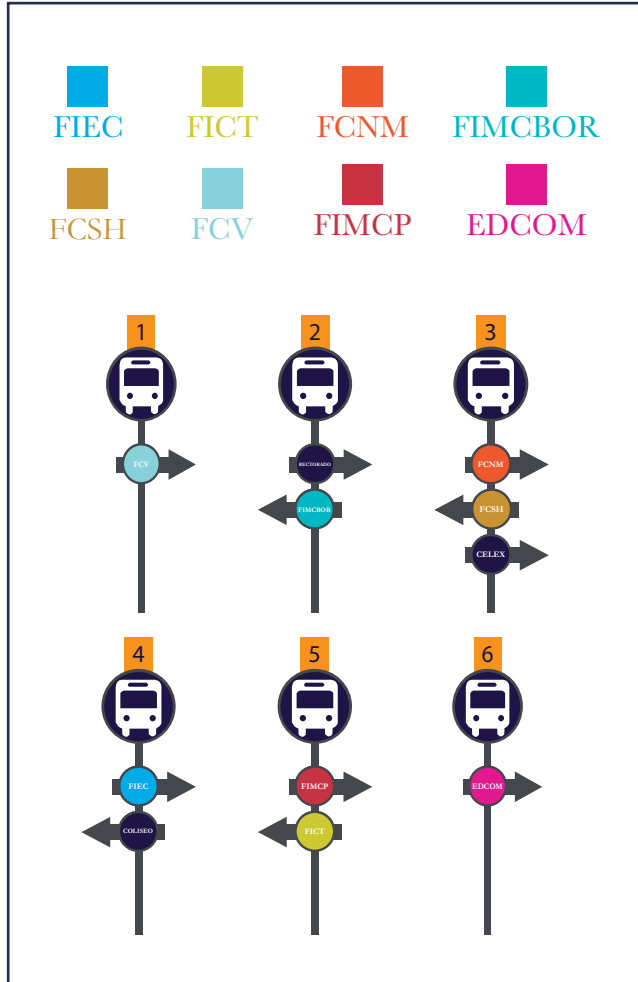 FIEC FICT FCNM FIMCBOR
FCSH FCV FIMCP EDCOM
1 2 3
FCV RECTORADO FCNM
FIMCBOR FCSH
CELEX
4 5 6
FIEC FIMCP EDCOM
COLISEO FICT